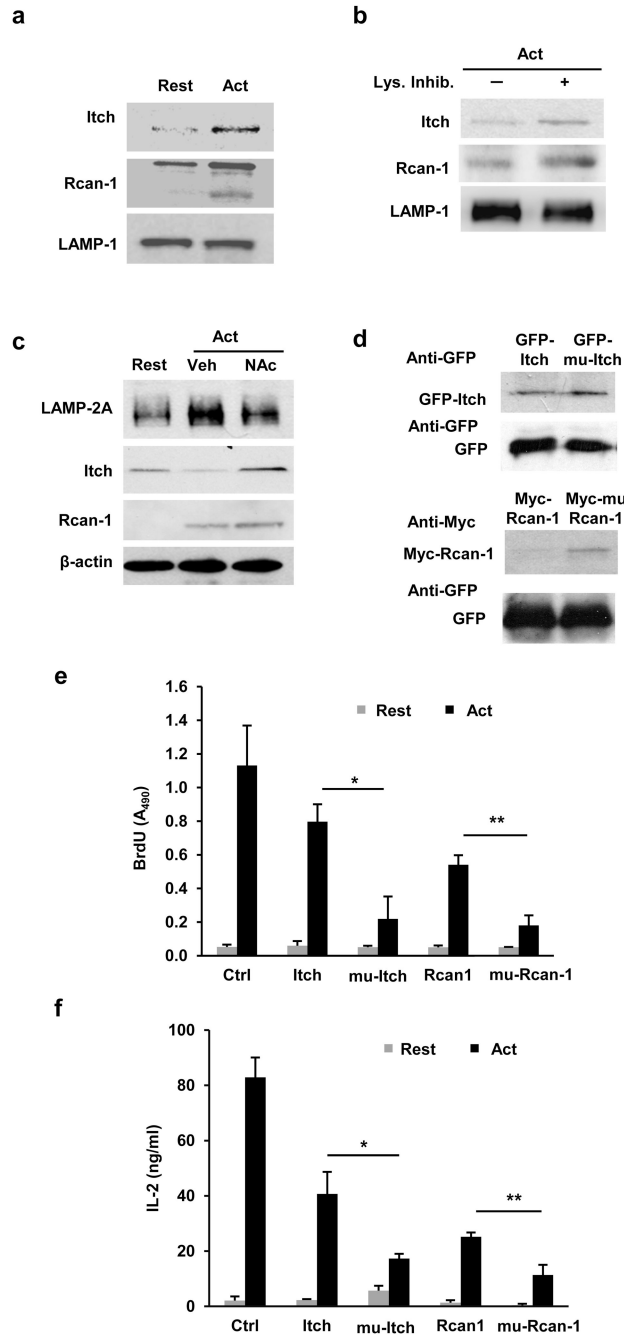 a
Rest Act
Itch
Rcan-1
LAMP-1
b
Act
Lys. Inhib. – +
Itch
Rcan-1
LAMP-1
c
Act
Rest Veh NAc
LAMP-2A
Itch
Rcan-1
β-actin
d
GFP- GFP-
Itch mu-Itch
Anti-GFP
GFP-Itch
Anti-GFP
GFP
Myc- Myc-mu
Rcan-1 Rcan-1
Anti-Myc
Myc-Rcan-1
Anti-GFP
GFP
e
Rest Act
BrdU (A490)
1.6
1.4
1.2
1.0
0.8
0.6
0.4
0.2
0.0
*
**
Ctrl Itch mu-Itch Rcan1 mu-Rcan-1
f
Rest Act
IL-2 (ng/ml)
100
80
60
40
20
0
*
**
Ctrl Itch mu-Itch Rcan1 mu-Rcan-1